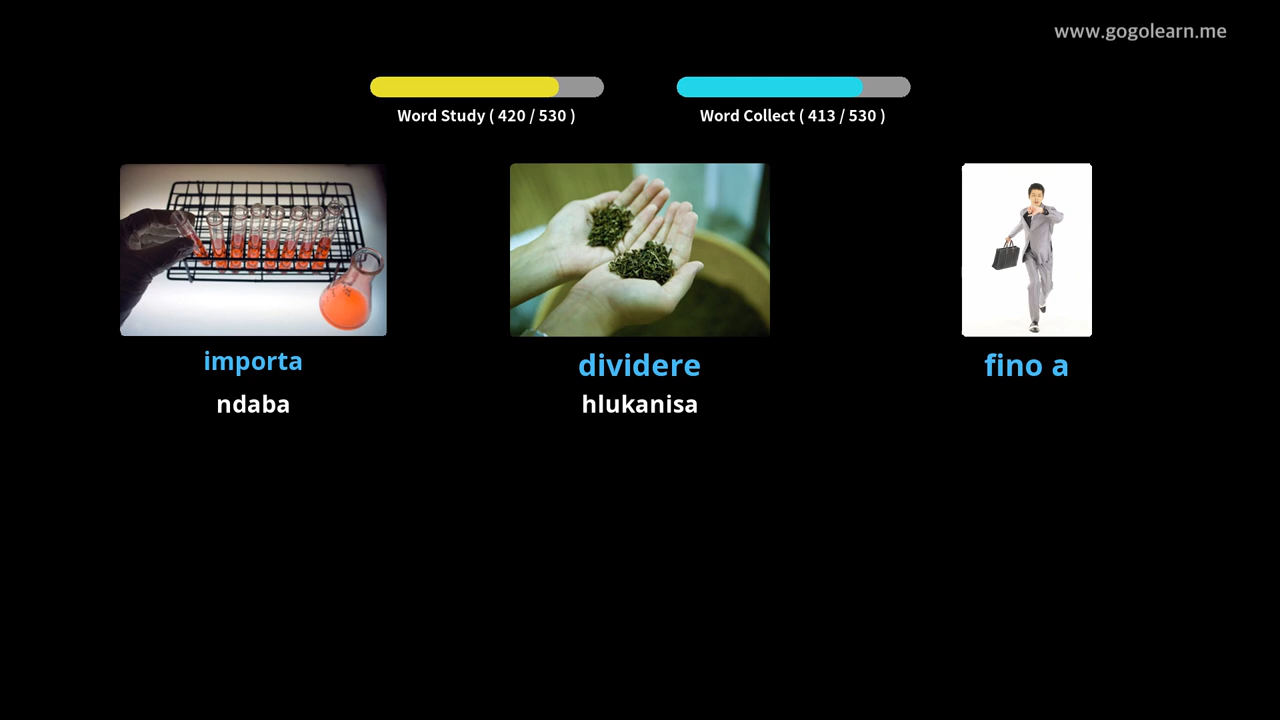 www.gogolearn.me
Word Study ( 420 / 530 )
Word Collect ( 413 / 530 )
importa
ndaba
dividere
hlukanisa
fino a